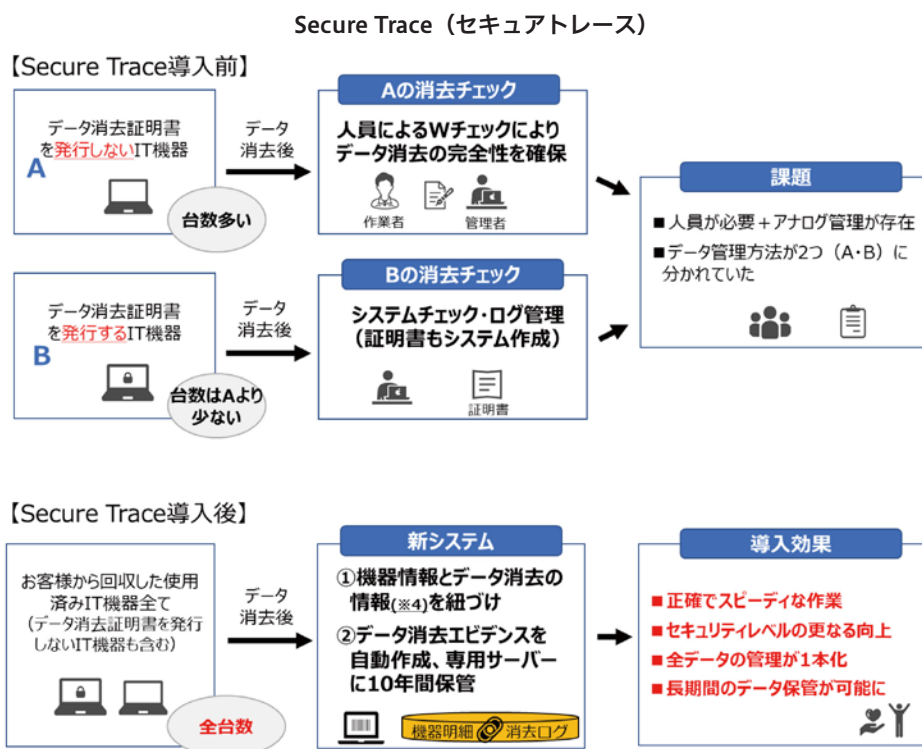 Secure Trace（セキュアトレース）
【Secure Trace導入前】
データ消去証明書
を発行しないIT機器
A
台数多い
データ
消去後
Aの消去チェック
人員によるWチェックにより
データ消去の完全性を確保
作業者
管理者
データ消去証明書
を発行するIT機器
B
台数はAより
少ない
データ
消去後
Bの消去チェック
システムチェック・ログ管理
（証明書もシステム作成）
証明書
課題
■人員が必要＋アナログ管理が存在
■データ管理方法が2つ（A・B）に
分かれていた
【Secure Trace導入後】
お客様から回収した使用
済みIT機器全て
（データ消去証明書を発行
しないIT機器も含む）
全台数
データ
消去後
新システム
①機器情報とデータ消去の
情報(※4)を紐づけ
②データ消去エビデンスを
自動作成、専用サーバー
に10年間保管
機器明細
消去ログ
導入効果
■正確でスピーディな作業
■セキュリティレベルの更なる向上
■全データの管理が1本化
■長期間のデータ保管が可能に